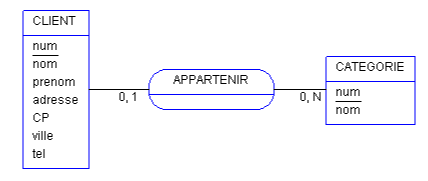 CLIENT
num
nom
prenom
adresse
CP
ville
tel
0, 1
APPARTENIR
0, N
CATEGORIE
num
nom